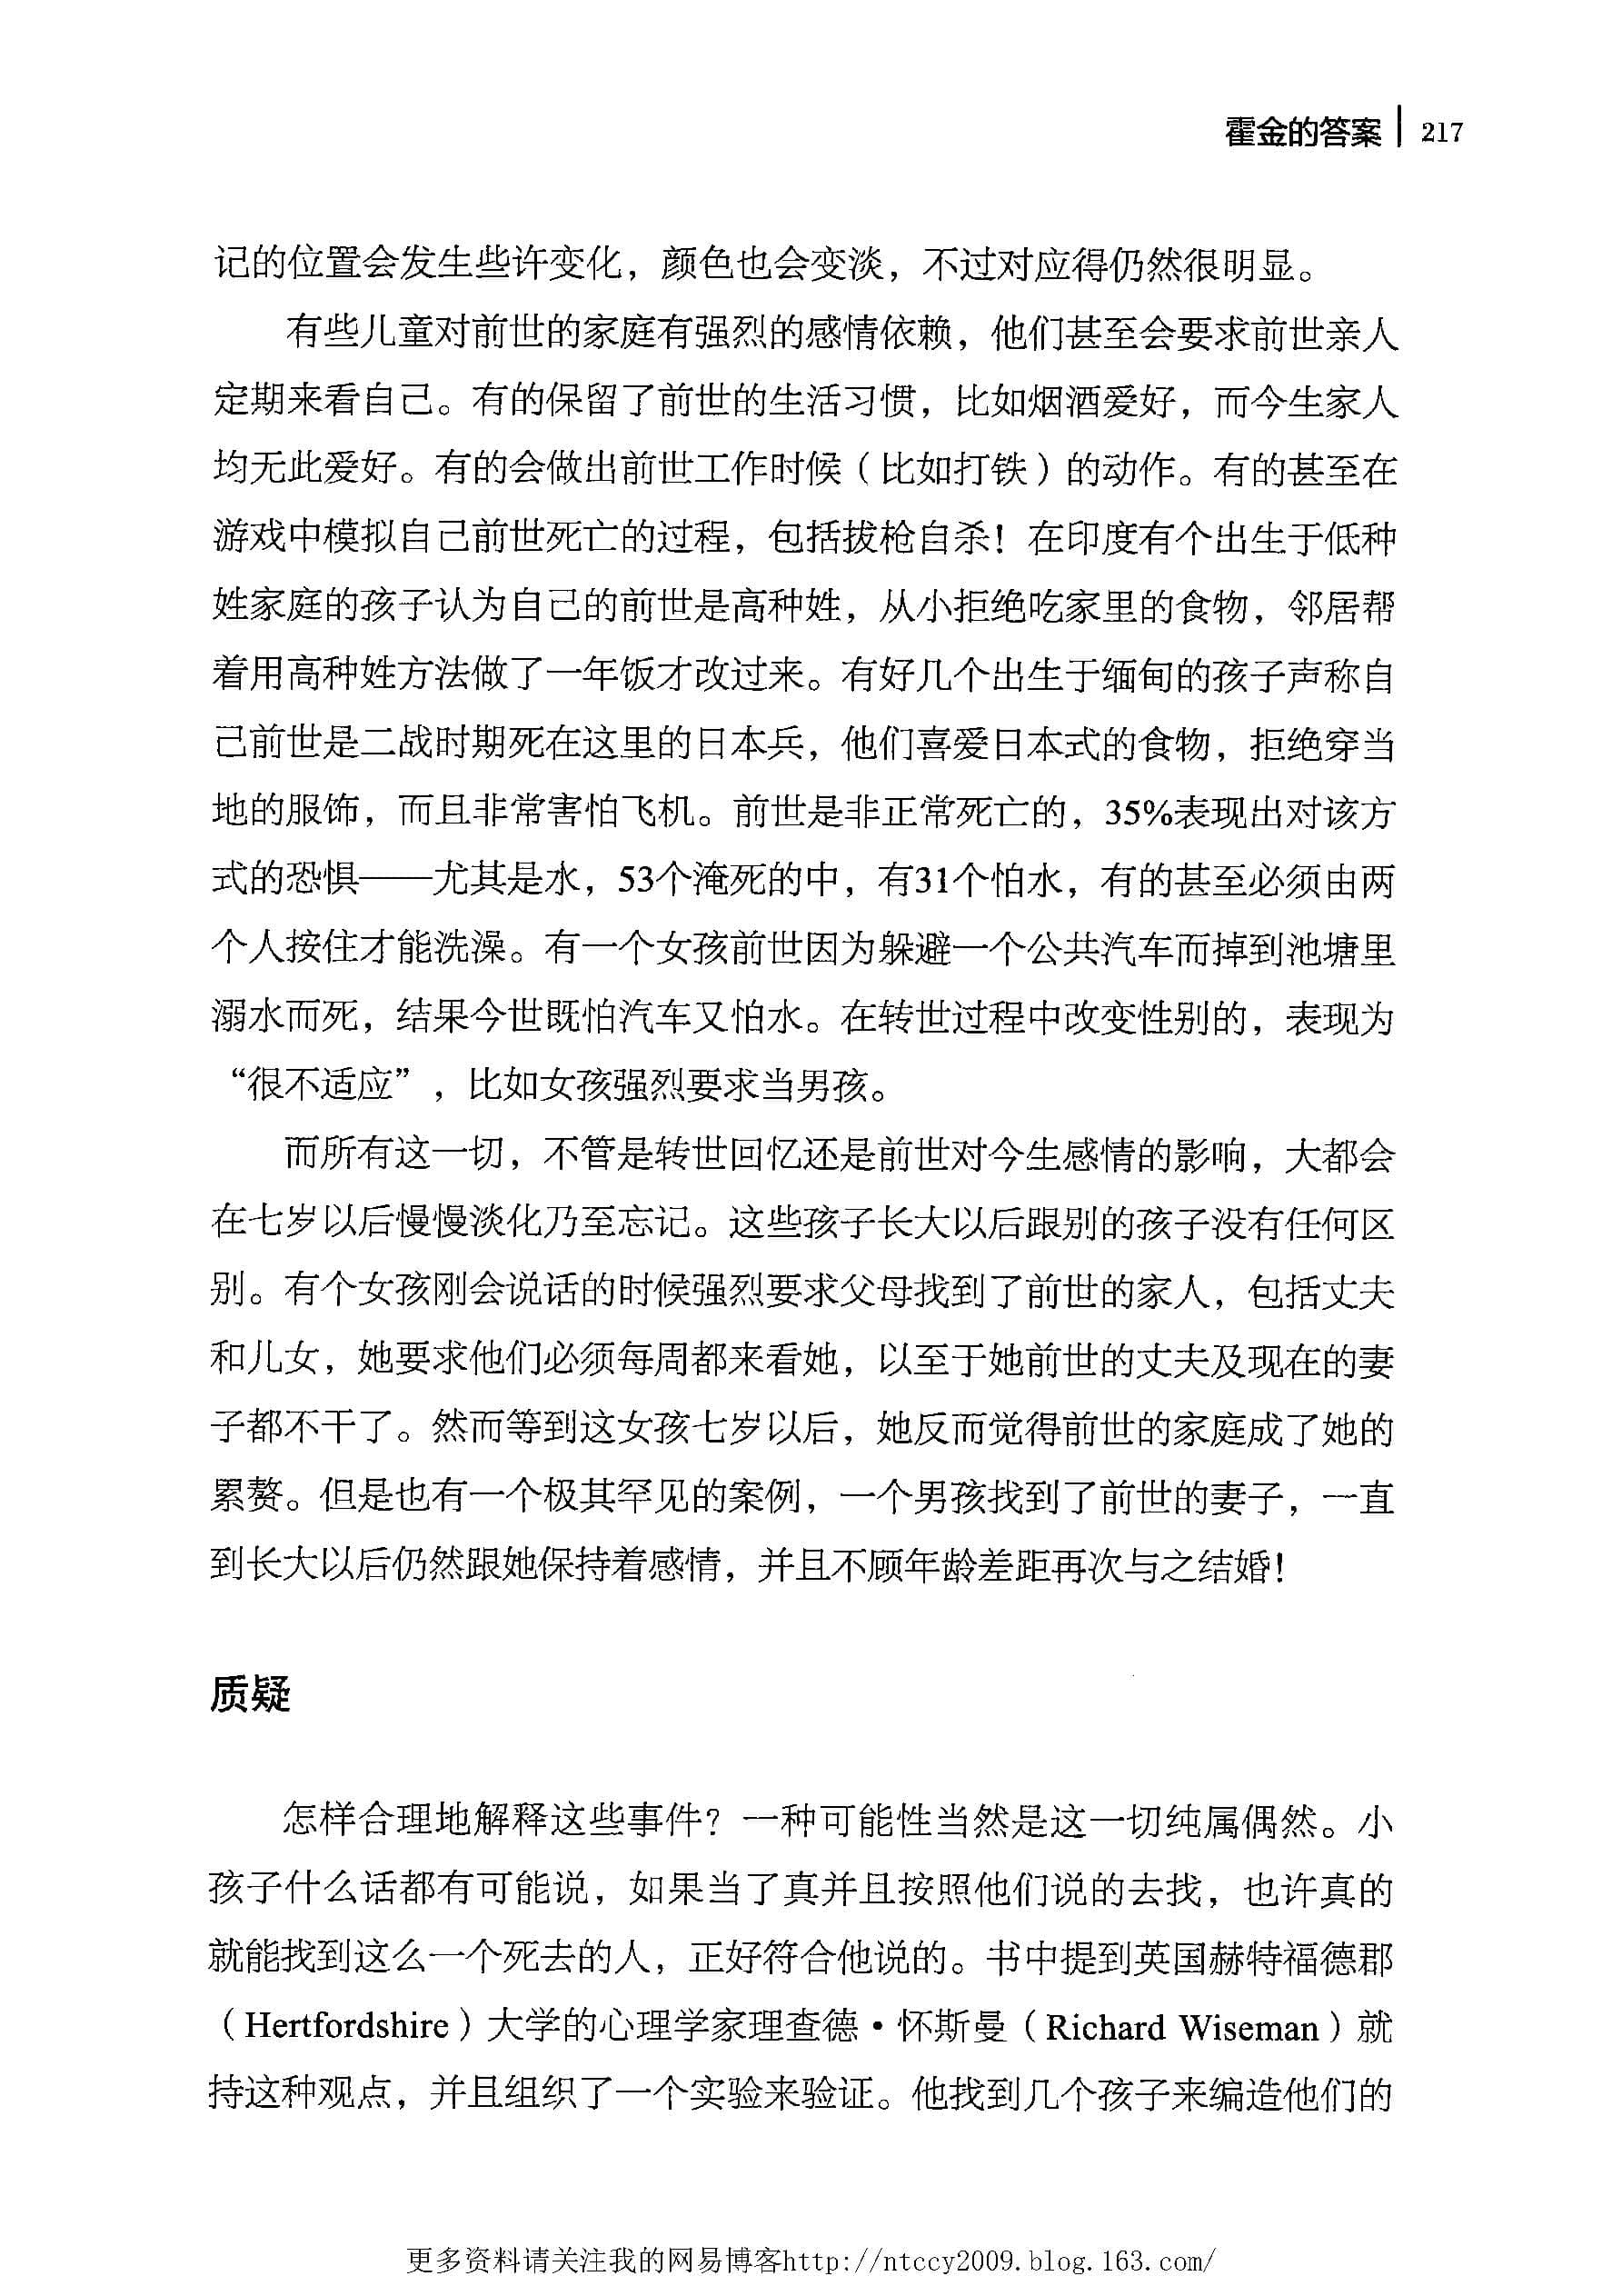 霍金的答案 | 217
记的位置会发生些许变化，颜色也会变淡，不过对应得仍然很明显。
有些儿童对前世的家庭有强烈的感情依赖，他们甚至会要求前世亲人
定期来看自己。有的保留了前世的生活习惯，比如烟酒爱好，而今生家人
均无此爱好。有的会做出前世工作时候（比如打铁）的动作。有的甚至在
游戏中模拟自己前世死亡的过程，包括拔枪自杀！在印度有个出生于低种
姓家庭的孩子认为自己的前世是高种姓，从小拒绝吃家里的食物，邻居帮
着用高种姓方法做了一年饭才改过来。有好几个出生于缅甸的孩子声称自
己前世是二战时期死在这里的日本兵，他们喜爱日本式的食物，拒绝穿当
地的服饰，而且非常害怕飞机。前世是非正常死亡的，35%表现出对该方
式的恐惧——尤其是水，53个淹死的中，有31个怕水，有的甚至必须由两
个人按住才能洗澡。有一个女孩前世因为躲避一个公共汽车而掉到池塘里
溺水而死，结果今世既怕汽车又怕水。在转世过程中改变性别的，表现为
“很不适应”，比如女孩强烈要求当男孩。
而所有这一切，不管是转世回忆还是前世对今生感情的影响，大都会
在七岁以后慢慢淡化乃至忘记。这些孩子长大以后跟别的孩子没有任何区
别。有个女孩刚会说话的时候强烈要求父母找到了前世的家人，包括丈夫
和儿女，她要求他们必须每周都来看她，以至于她前世的丈夫及现在的妻
子都不干了。然而等到这女孩七岁以后，她反而觉得前世的家庭成了她的
累赘。但是也有一个极其罕见的案例，一个男孩找到了前世的妻子，一直
到长大以后仍然跟她保持着感情，并且不顾年龄差距再次与之结婚！
质疑
怎样合理地解释这些事件？一种可能性当然是这一切纯属偶然。小
孩子什么话都有可能说，如果当了真并且按照他们说的去找，也许真的
就能找到这么一个死去的人，正好符合他说的。书中提到英国赫特福德郡
（Hertfordshire）大学的心理学家理查德·怀斯曼（Richard Wiseman）就
持这种观点，并且组织了一个实验来验证。他找到几个孩子来编造他们的
更多资料请关注我的网易博客http://ntccy2009.blog.163.com/